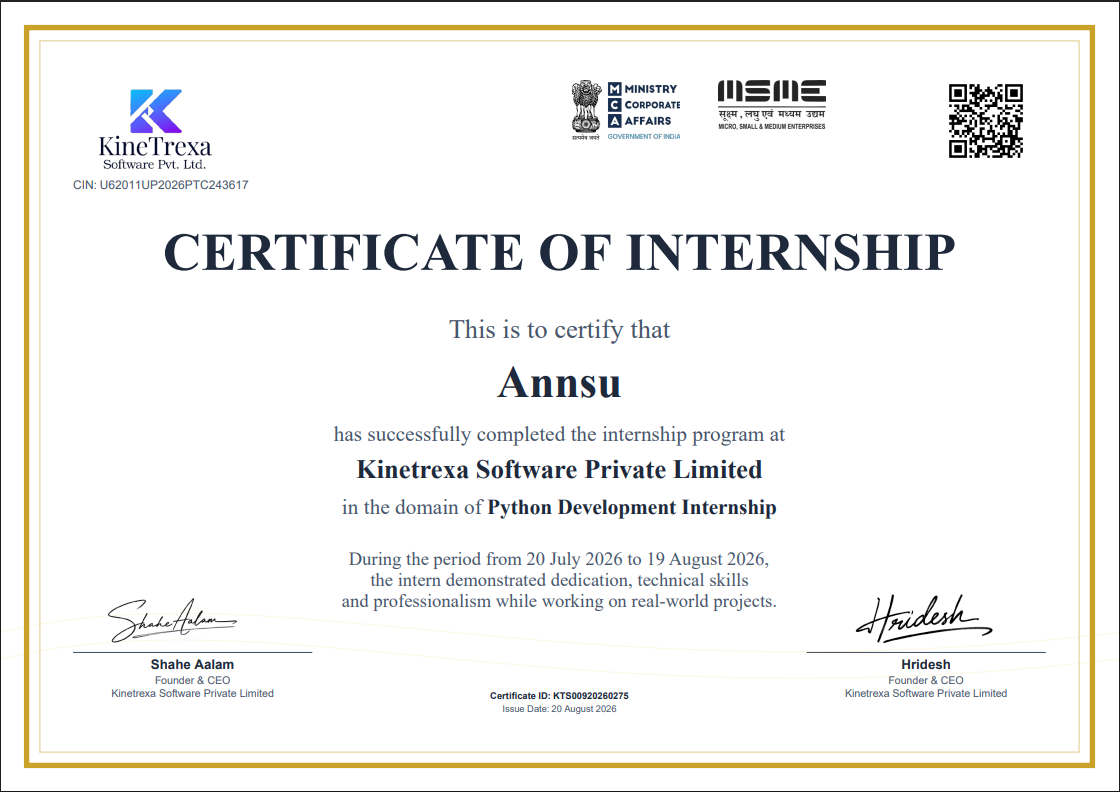 KineTrexa
Software Pvt. Ltd.
CIN: U62011UP2026PTC243617
सत्यमेव जयते
M MINISTRY
C CORPORATE
A AFFAIRS
GOVERNMENT OF INDIA
MSME
सूक्ष्म, लघु एवं मध्यम उद्यम
MICRO, SMALL & MEDIUM ENTERPRISES
CERTIFICATE OF INTERNSHIP
This is to certify that
Annsu
has successfully completed the internship program at
Kinetrexa Software Private Limited
in the domain of Python Development Internship
During the period from 20 July 2026 to 19 August 2026,
the intern demonstrated dedication, technical skills
and professionalism while working on real-world projects.
Shahe Aalam
Shahe Aalam
Founder & CEO
Kinetrexa Software Private Limited
Certificate ID: KTS00920260275
Issue Date: 20 August 2026
Hridesh
Hridesh
Founder & CEO
Kinetrexa Software Private Limited